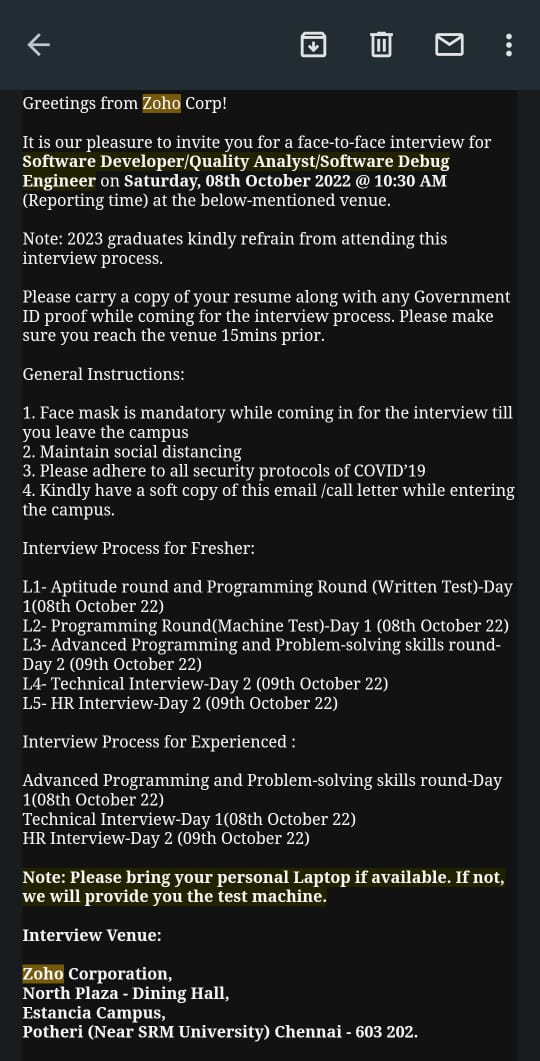 Greetings from Zoho Corp!
It is our pleasure to invite you for a face-to-face interview for
Software Developer/Quality Analyst/Software Debug
Engineer on Saturday, 08th October 2022 @ 10:30 AM
(Reporting time) at the below-mentioned venue.
Note: 2023 graduates kindly refrain from attending this
interview process.
Please carry a copy of your resume along with any Government
ID proof while coming for the interview process. Please make
sure you reach the venue 15mins prior.
General Instructions:
1. Face mask is mandatory while coming in for the interview till
you leave the campus
2. Maintain social distancing
3. Please adhere to all security protocols of COVID’19
4. Kindly have a soft copy of this email /call letter while entering
the campus.
Interview Process for Fresher:
L1- Aptitude round and Programming Round (Written Test)-Day
1(08th October 22)
L2- Programming Round(Machine Test)-Day 1 (08th October 22)
L3- Advanced Programming and Problem-solving skills round-
Day 2 (09th October 22)
L4- Technical Interview-Day 2 (09th October 22)
L5- HR Interview-Day 2 (09th October 22)
Interview Process for Experienced :
Advanced Programming and Problem-solving skills round-Day
1(08th October 22)
Technical Interview-Day 1(08th October 22)
HR Interview-Day 2 (09th October 22)
Note: Please bring your personal Laptop if available. If not,
we will provide you the test machine.
Interview Venue:
Zoho Corporation,
North Plaza - Dining Hall,
Estancia Campus,
Potheri (Near SRM University) Chennai - 603 202.